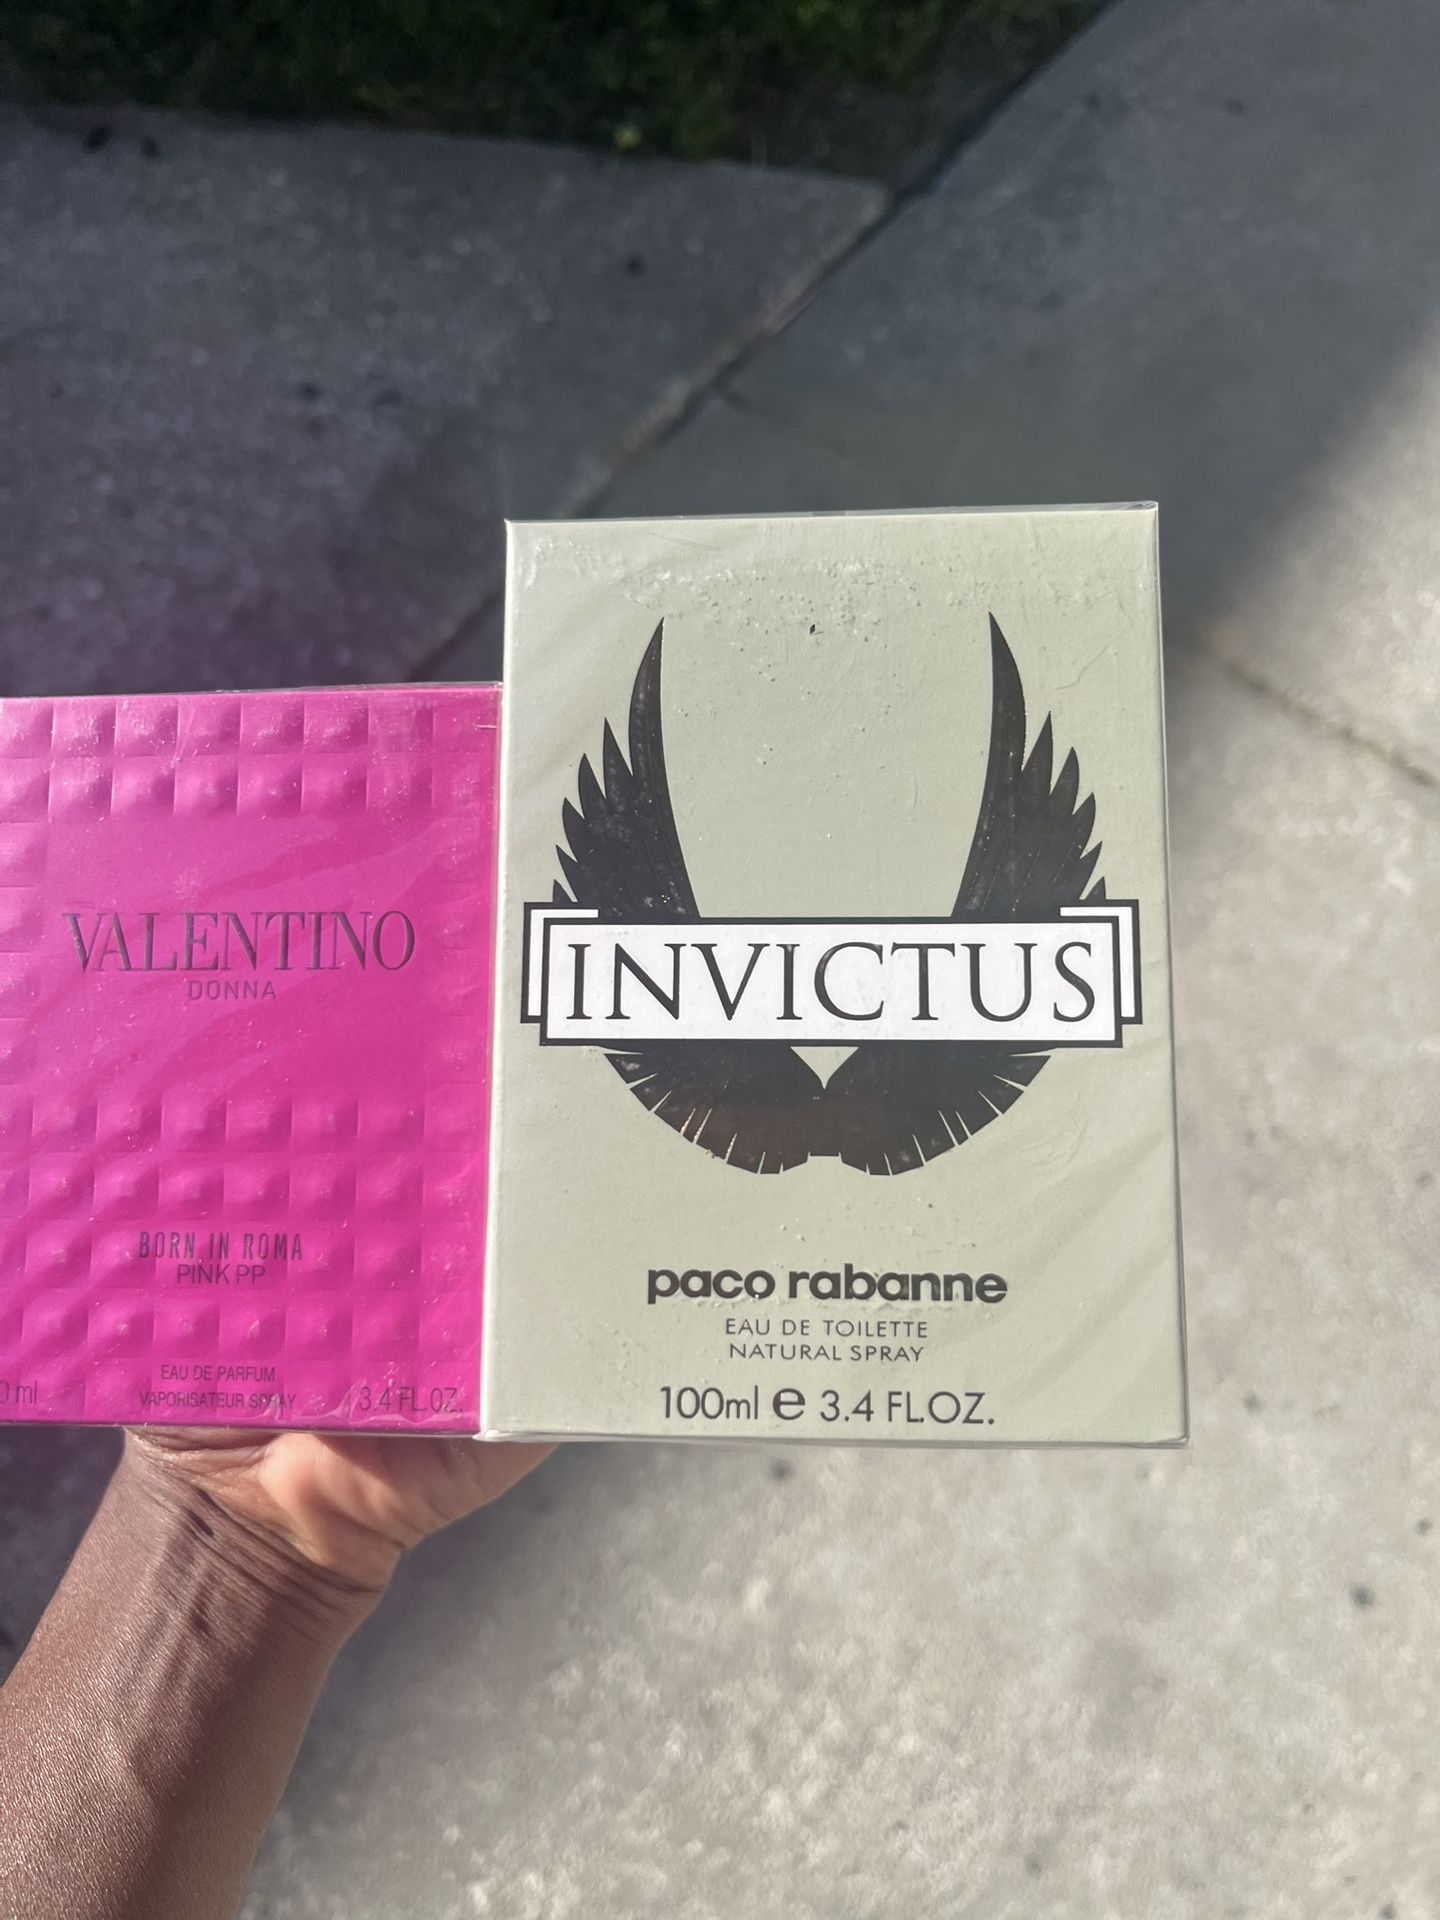 VALENTINO
DONNA
BORN IN ROMA
PINK PP
EAU DE PARFUM
VAPORISATEUR SPRAY
ml
3.4 FL.OZ.
INVICTUS
paco rabanne
EAU DE TOILETTE
NATURAL SPRAY
100ml e 3.4 FL.OZ.